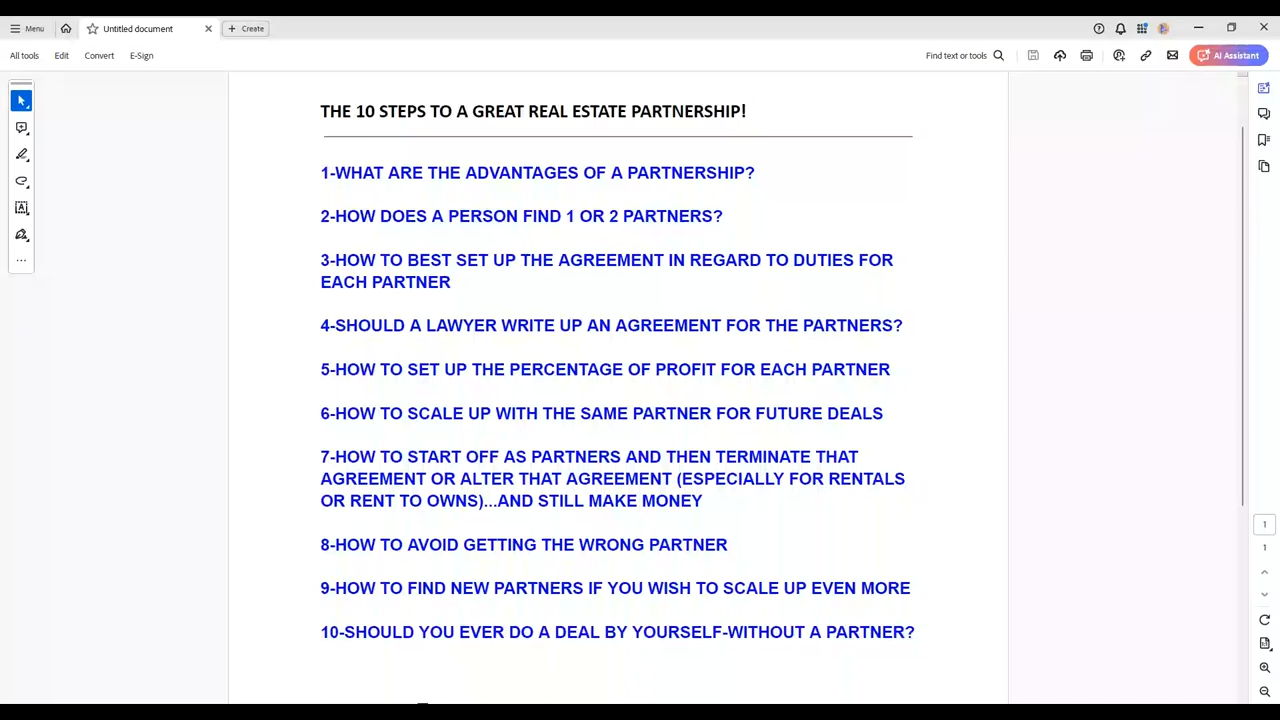 Menu
Untitled document
Create
All tools
Edit
Convert
E-Sign
Find text or tools
AI Assistant
THE 10 STEPS TO A GREAT REAL ESTATE PARTNERSHIP!
1-WHAT ARE THE ADVANTAGES OF A PARTNERSHIP?
2-HOW DOES A PERSON FIND 1 OR 2 PARTNERS?
3-HOW TO BEST SET UP THE AGREEMENT IN REGARD TO DUTIES FOR
EACH PARTNER
4-SHOULD A LAWYER WRITE UP AN AGREEMENT FOR THE PARTNERS?
5-HOW TO SET UP THE PERCENTAGE OF PROFIT FOR EACH PARTNER
6-HOW TO SCALE UP WITH THE SAME PARTNER FOR FUTURE DEALS
7-HOW TO START OFF AS PARTNERS AND THEN TERMINATE THAT
AGREEMENT OR ALTER THAT AGREEMENT (ESPECIALLY FOR RENTALS
OR RENT TO OWNS)...AND STILL MAKE MONEY
8-HOW TO AVOID GETTING THE WRONG PARTNER
9-HOW TO FIND NEW PARTNERS IF YOU WISH TO SCALE UP EVEN MORE
10-SHOULD YOU EVER DO A DEAL BY YOURSELF-WITHOUT A PARTNER?
1
1